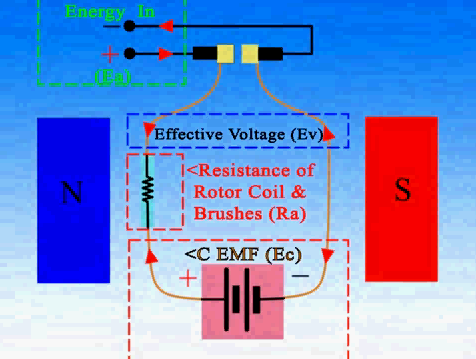 Energy In
−
+
(Ea)
Effective Voltage (Ev)
<Resistance of
Rotor Coil &
Brushes (Ra)
N
S
<C EMF (Ec)
+
−